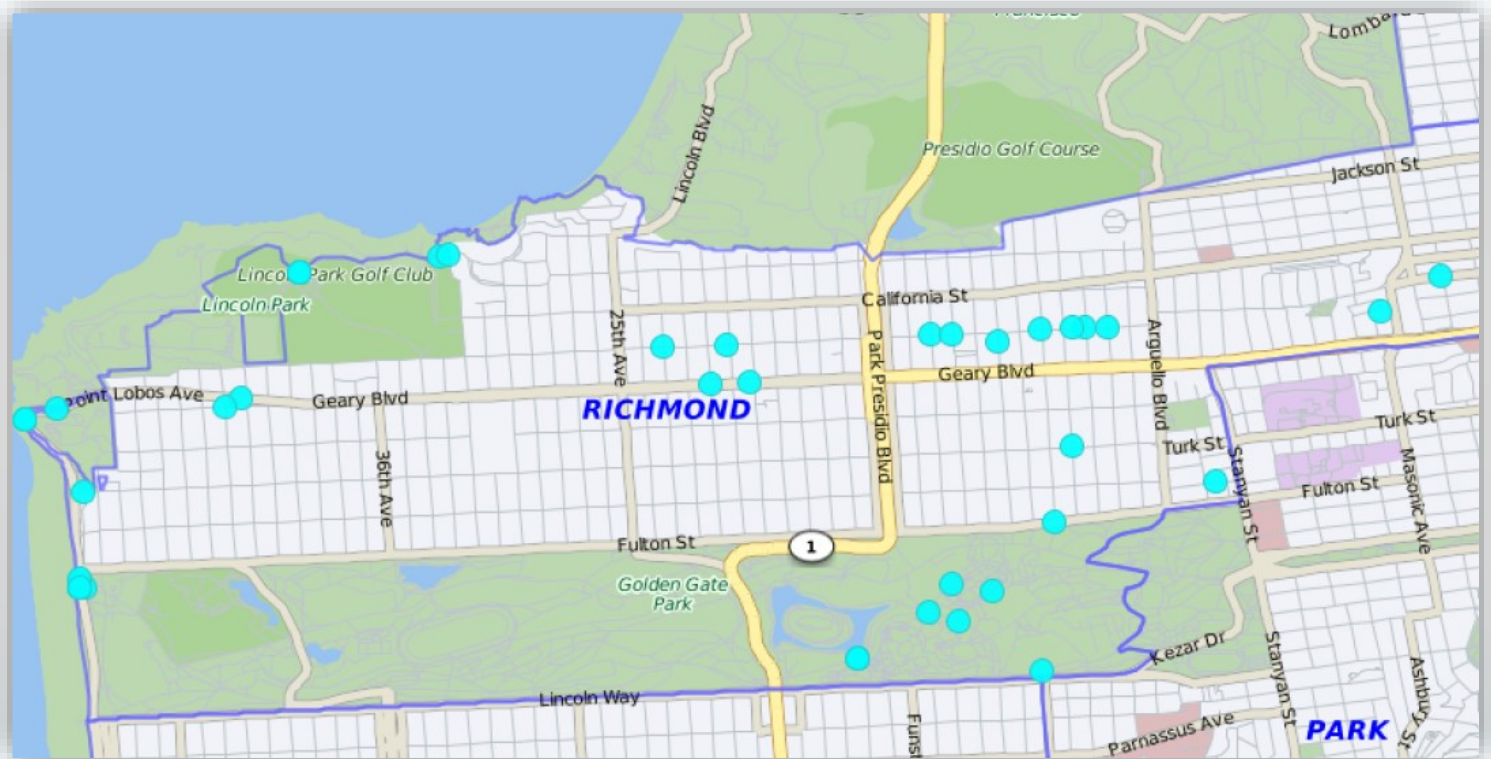 Francisco
Lombard
Lincoln Blvd
Presidio Golf Course
Jackson St
Lincoln Park Golf Club
Lincoln Park
California St
25th Ave
Park Presidio Blvd
Arguello Blvd
Point Lobos Ave
Geary Blvd
Geary Blvd
RICHMOND
Turk St
Turk St
36th Ave
Stanyan St
Masonic Ave
Fulton St
Fulton St
1
Golden Gate
Park
Kezar Dr
Stanyan St
Ashbury St
Lincoln Way
Funst
Parnassus Ave
PARK